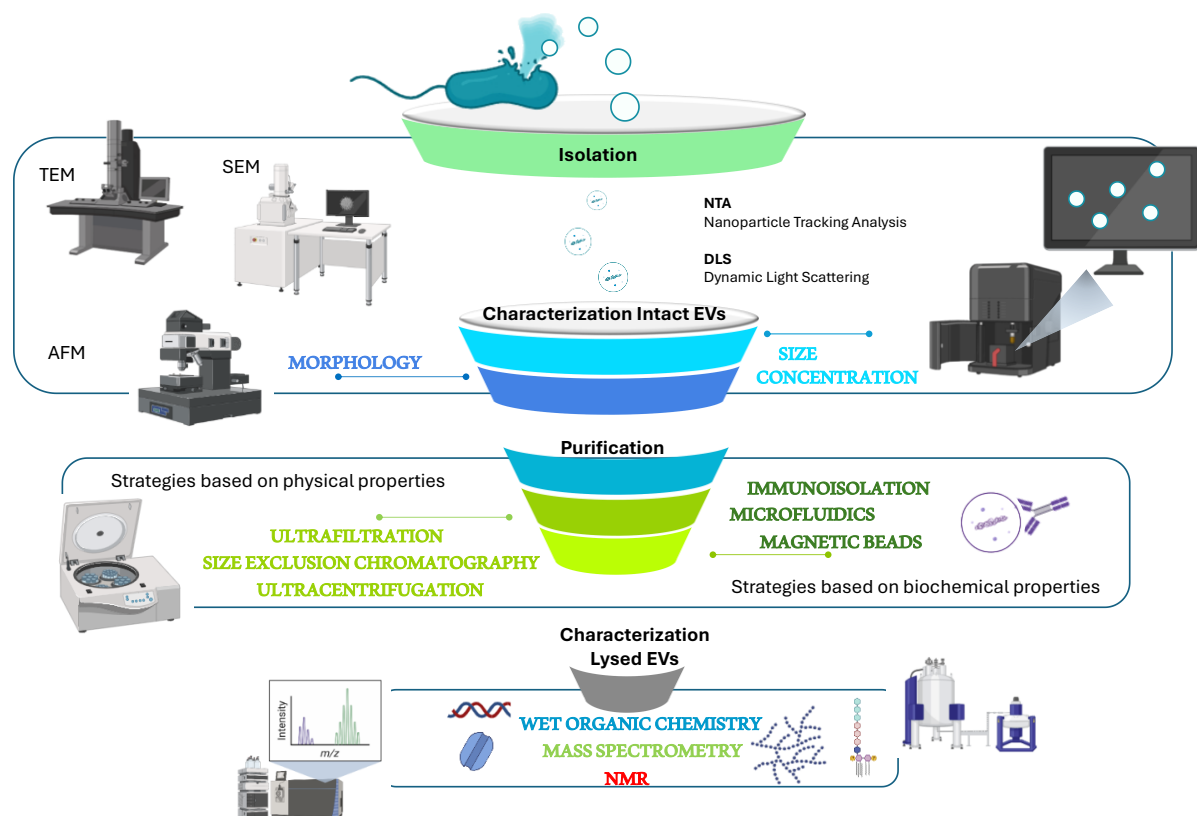 Isolation
TEM
SEM
NTA
Nanoparticle Tracking Analysis
DLS
Dynamic Light Scattering
Characterization Intact EVs
AFM
MORPHOLOGY
SIZE
CONCENTRATION
Purification
Strategies based on physical properties
IMMUNOISOLATION
MICROFLUIDICS
MAGNETIC BEADS
ULTRAFILTRATION
SIZE EXCLUSION CHROMATOGRAPHY
ULTRACENTRIFUGATION
Strategies based on biochemical properties
Characterization
Lysed EVs
Intensity
m/z
WET ORGANIC CHEMISTRY
MASS SPECTROMETRY
NMR